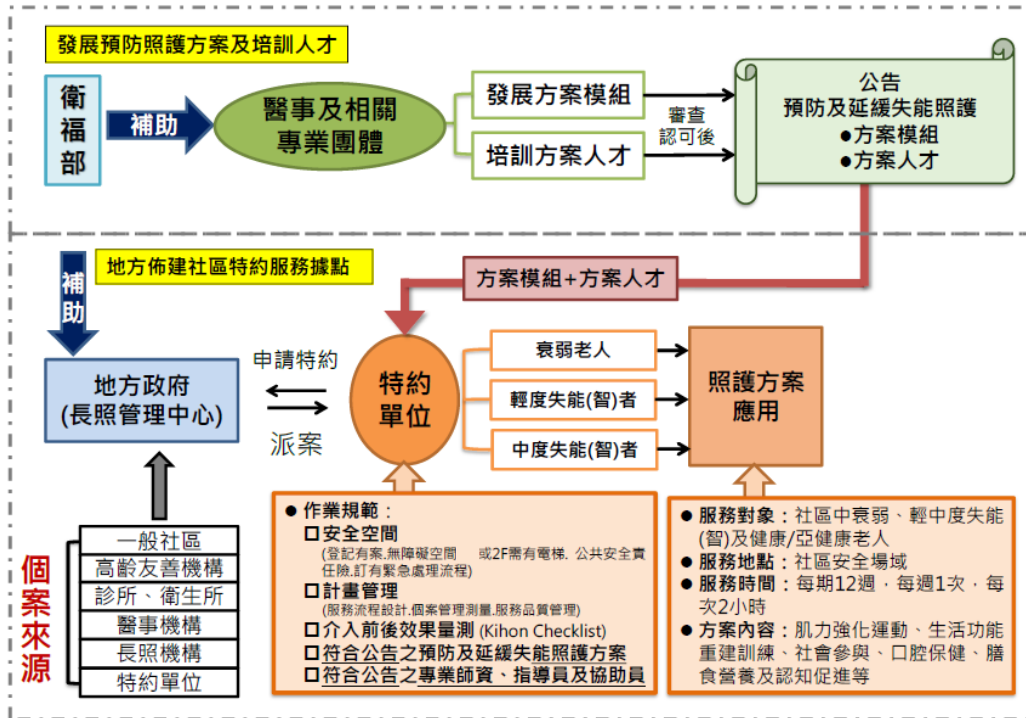 發展預防照護方案及培訓人才
衛福部
補助
醫事及相關
專業團體
發展方案模組
培訓方案人才
審查
認可後
公告
預防及延緩失能照護
●方案模組
●方案人才
補助
地方佈建社區特約服務據點
方案模組+方案人才
地方政府
(長照管理中心)
申請特約
派案
特約
單位
衰弱老人
輕度失能(智)者
中度失能(智)者
照護方案
應用
個案來源
一般社區
高齡友善機構
診所、衛生所
醫事機構
長照機構
特約單位
● 作業規範：
□安全空間
(登記有案.無障礙空間 或2F需有電梯. 公共安全責
任險.訂有緊急處理流程)
□計畫管理
(服務流程設計.個案管理測量.服務品質管理)
□介入前後效果量測 (Kihon Checklist)
□符合公告之預防及延緩失能照護方案
□符合公告之專業師資、指導員及協助員
● 服務對象：社區中衰弱、輕中度失能
(智)及健康/亞健康老人
● 服務地點：社區安全場域
● 服務時間：每期12週，每週1次，每
次2小時
● 方案內容：肌力強化運動、生活功能
重建訓練、社會參與、口腔保健、膳
食營養及認知促進等